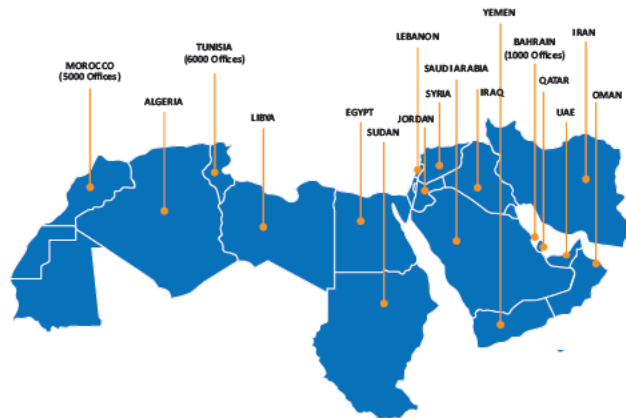 MOROCCO
(5000 Offices)
ALGERIA
TUNISIA
(6000 Offices)
LIBYA
EGYPT
SUDAN
LEBANON
JORDAN
SYRIA
SAUDI ARABIA
IRAQ
YEMEN
BAHRAIN
(1000 Offices)
QATAR
UAE
IRAN
OMAN